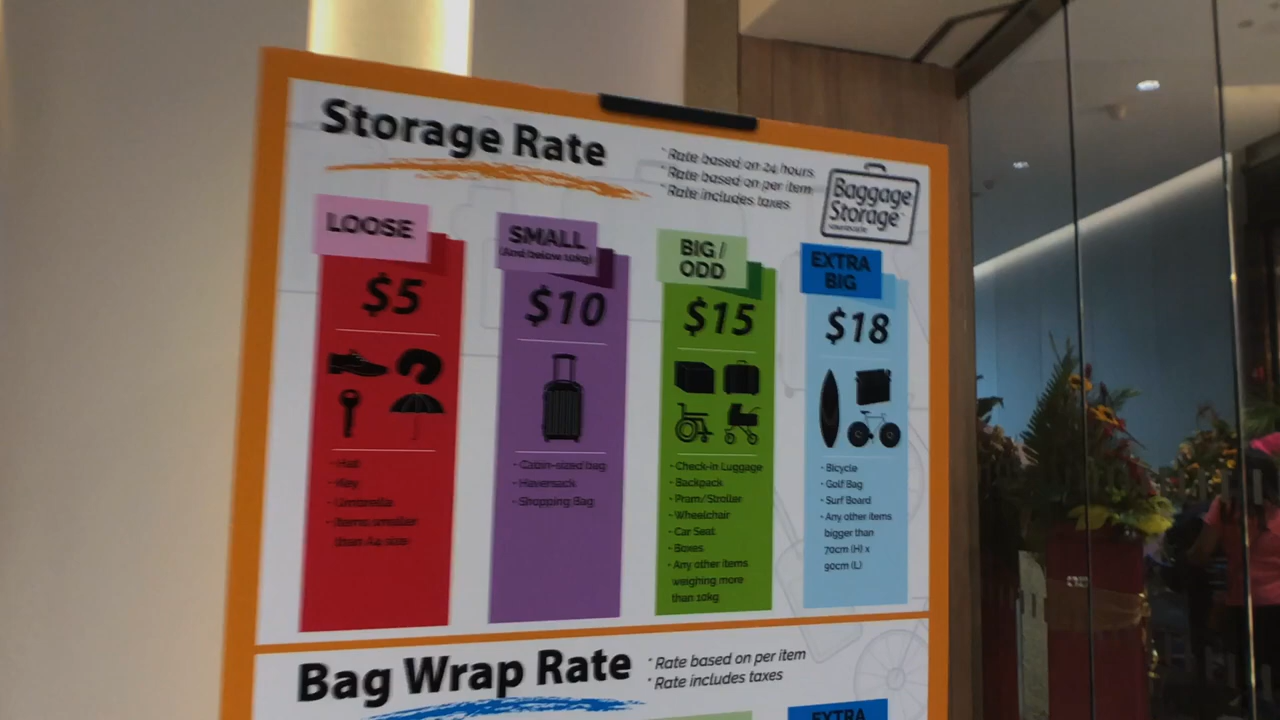 Storage Rate
* Rate based on 24 hours
* Rate based on per item
* Rate includes taxes
Baggage
Storage
LOOSE
$5
- Hat
- Key
- Umbrella
- Items smaller
than A4 size
SMALL
(And below 10kg)
$10
- Cabin-sized bag
- Haversack
- Shopping Bag
BIG /
ODD
$15
- Check-in Luggage
- Backpack
- Pram/Stroller
- Wheelchair
- Car Seat
- Boxes
- Any other items
weighing more
than 10kg
EXTRA
BIG
$18
- Bicycle
- Golf Bag
- Surf Board
- Any other items
bigger than
70cm (H) x
90cm (L)
Bag Wrap Rate
* Rate based on per item
* Rate includes taxes
EXTRA